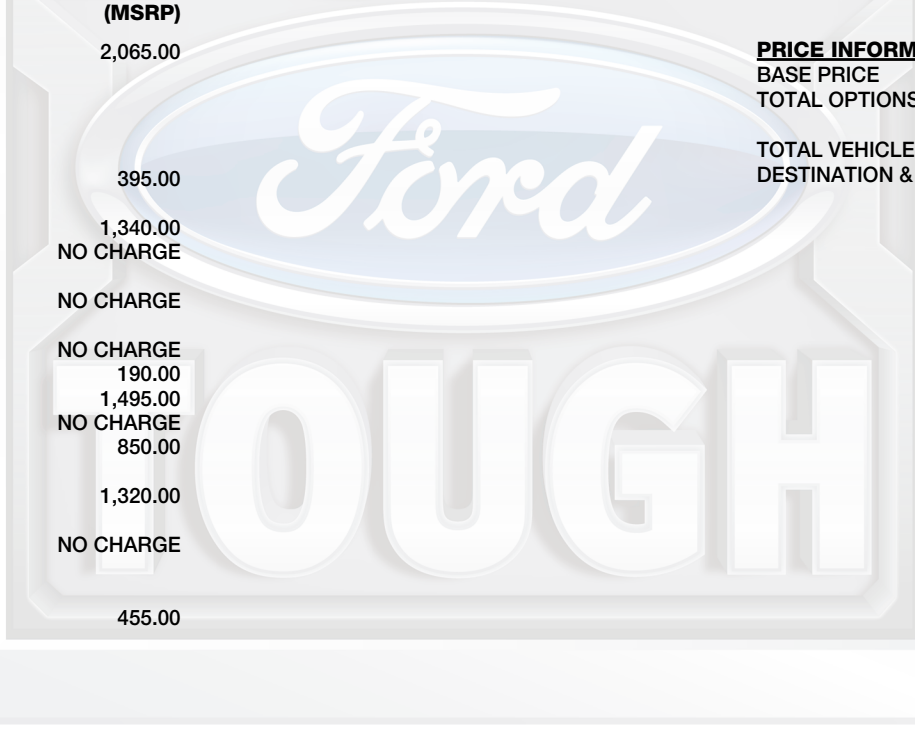 (MSRP)
2,065.00
395.00
1,340.00
NO CHARGE
NO CHARGE
NO CHARGE
190.00
1,495.00
NO CHARGE
850.00
1,320.00
NO CHARGE
455.00
PRICE INFORM
BASE PRICE
TOTAL OPTIONS
TOTAL VEHICLE
DESTINATION &
Ford
TOUGH